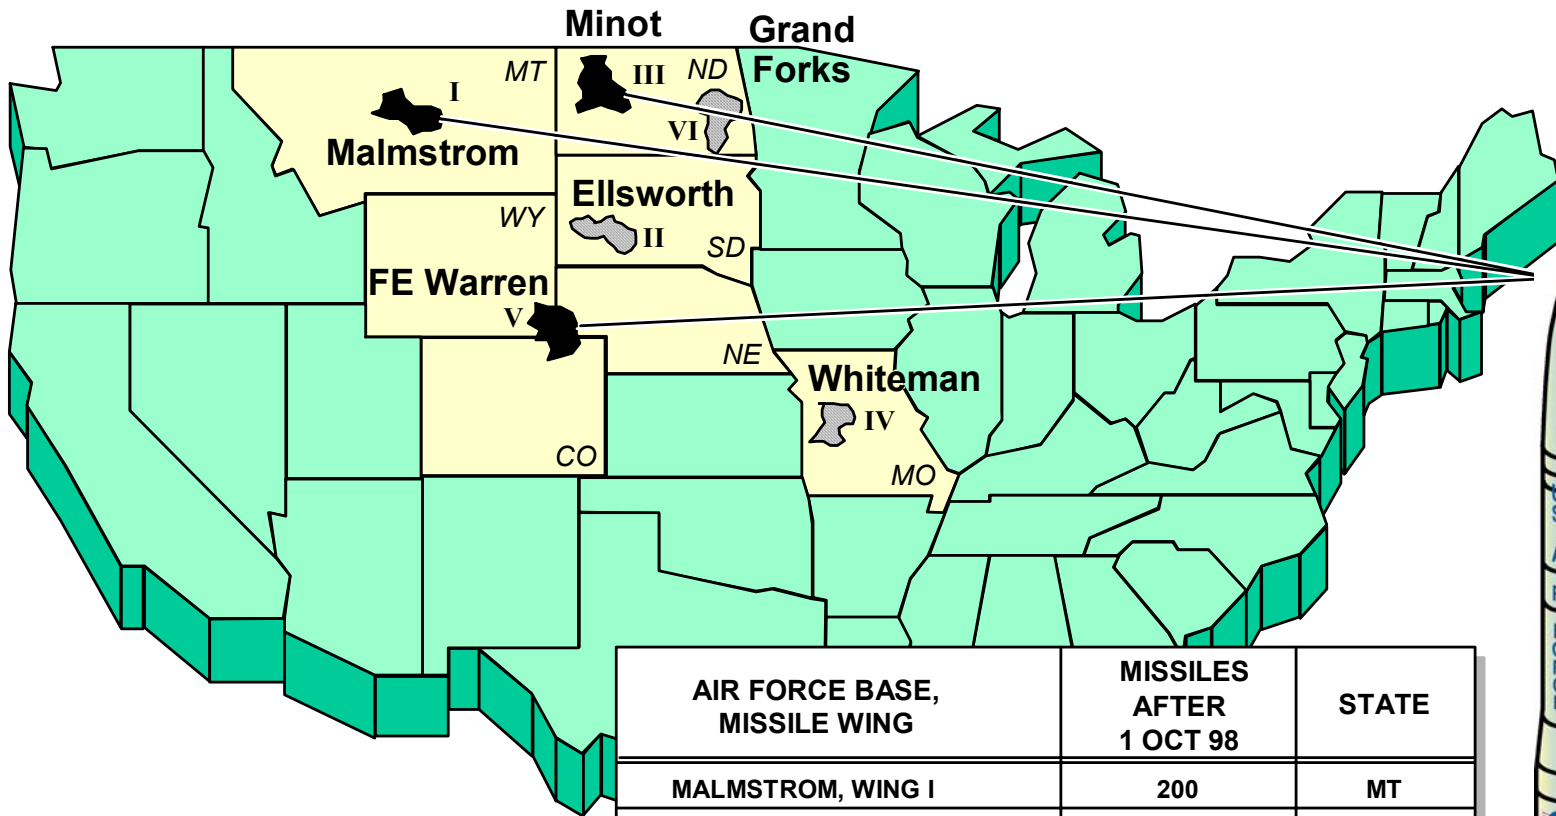 Minot
Grand
Forks
MT
I
III
ND
VI
Malmstrom
Ellsworth
WY
II
SD
FE Warren
V
NE
Whiteman
IV
CO
MO
AIR FORCE BASE,
MISSILE WING
MISSILES
AFTER
1 OCT 98
STATE
MALMSTROM, WING I
200
MT